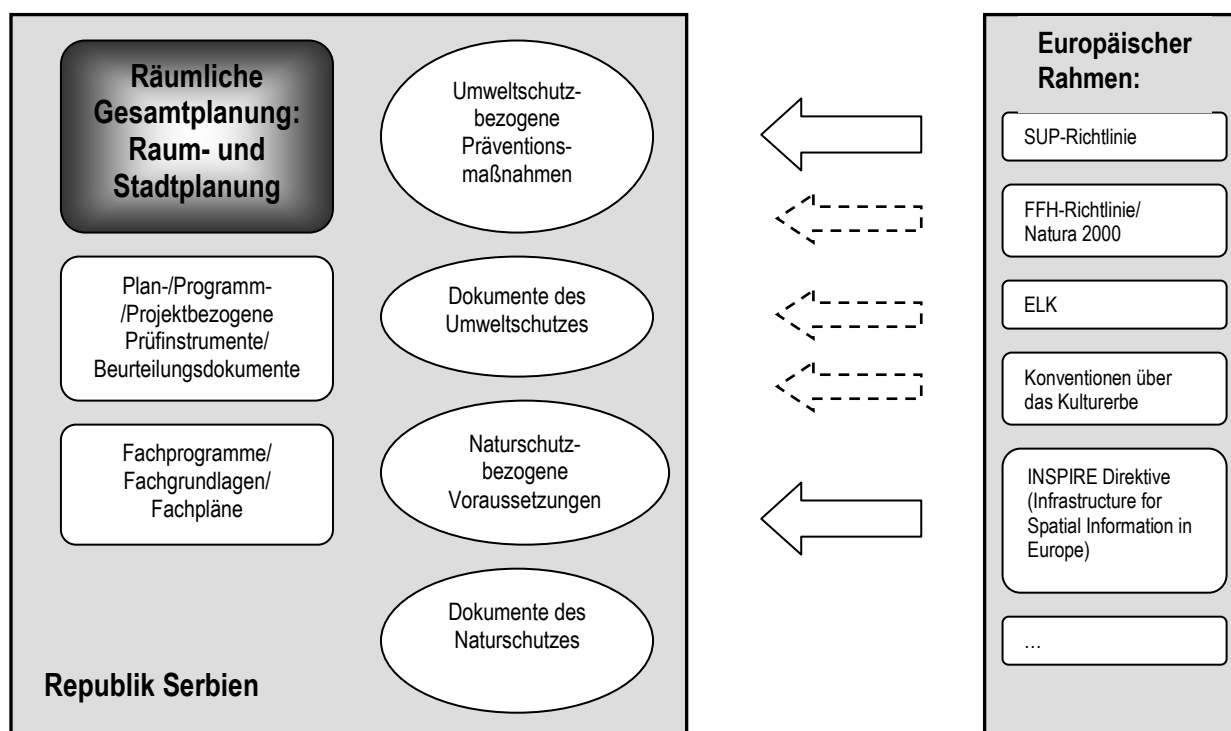 Räumliche
Gesamtplanung:
Raum- und
Stadtplanung
Plan-/Programm-
/Projektbezogene
Prüfinstrumente/
Beurteilungsdokumente
Fachprogramme/
Fachgrundlagen/
Fachpläne
Umweltschutz-
bezogene
Präventions-
maßnahmen
Dokumente des
Umweltschutzes
Naturschutz-
bezogene
Voraussetzungen
Dokumente des
Naturschutzes
Republik Serbien
Europäischer
Rahmen:
SUP-Richtlinie
FFH-Richtlinie/
Natura 2000
ELK
Konventionen über
das Kulturerbe
INSPIRE Direktive
(Infrastructure for
Spatial Information in
Europe)
…